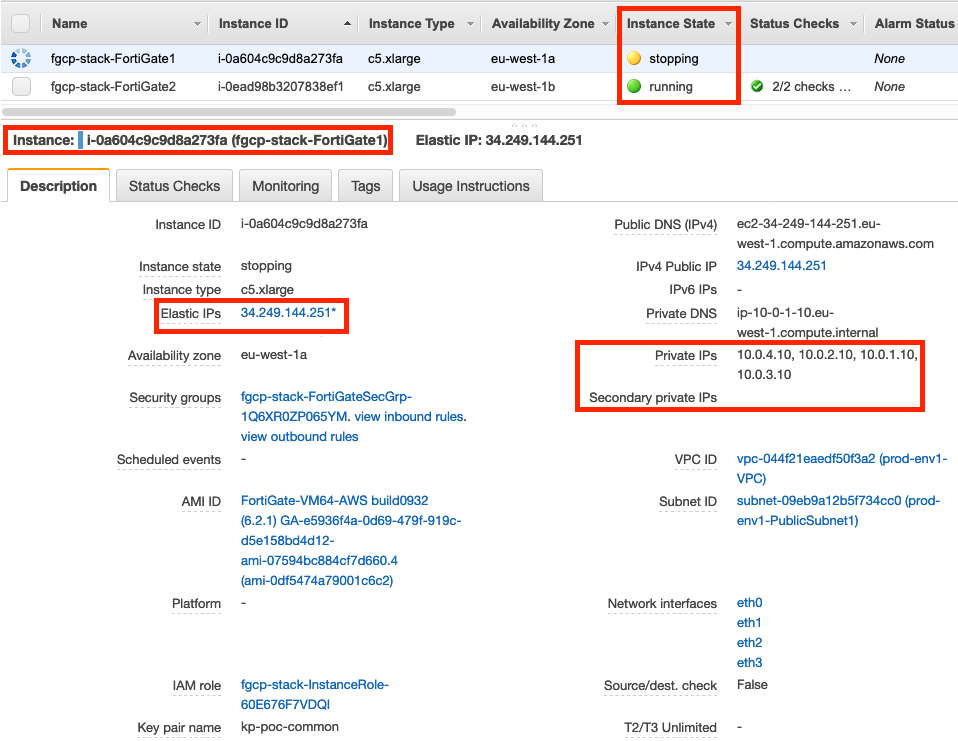 Name Instance ID Instance Type Availability Zone Instance State Status Checks Alarm Status
fgcp-stack-FortiGate1 i-0a604c9c9d8a273fa c5.xlarge eu-west-1a stopping None
fgcp-stack-FortiGate2 i-0ead98b3207838ef1 c5.xlarge eu-west-1b running 2/2 checks ... None
Instance: i-0a604c9c9d8a273fa (fgcp-stack-FortiGate1) Elastic IP: 34.249.144.251
Description Status Checks Monitoring Tags Usage Instructions
Instance ID i-0a604c9c9d8a273fa Public DNS (IPv4) ec2-34-249-144-251.eu-
west-1.compute.amazonaws.com
Instance state stopping IPv4 Public IP 34.249.144.251
Instance type c5.xlarge IPv6 IPs -
Elastic IPs 34.249.144.251* Private DNS ip-10-0-1-10.eu-
west-1.compute.internal
Availability zone eu-west-1a Private IPs 10.0.4.10, 10.0.2.10, 10.0.1.10,
10.0.3.10
Security groups fgcp-stack-FortiGateSecGrp- Secondary private IPs
1Q6XR0ZP065YM. view inbound rules.
view outbound rules
Scheduled events - VPC ID vpc-044f21eaedf50f3a2 (prod-env1-
VPC)
AMI ID FortiGate-VM64-AWS build0932 Subnet ID subnet-09eb9a12b5f734cc0 (prod-
(6.2.1) GA-e5936f4a-0d69-479f-919c- env1-PublicSubnet1)
d5e158bd4d12-
ami-07594bc884cf7d660.4
(ami-0df5474a79001c6c2)
Platform - Network interfaces eth0
eth1
eth2
eth3
IAM role fgcp-stack-InstanceRole- Source/dest. check False
60E676F7VDQI
Key pair name kp-poc-common T2/T3 Unlimited -